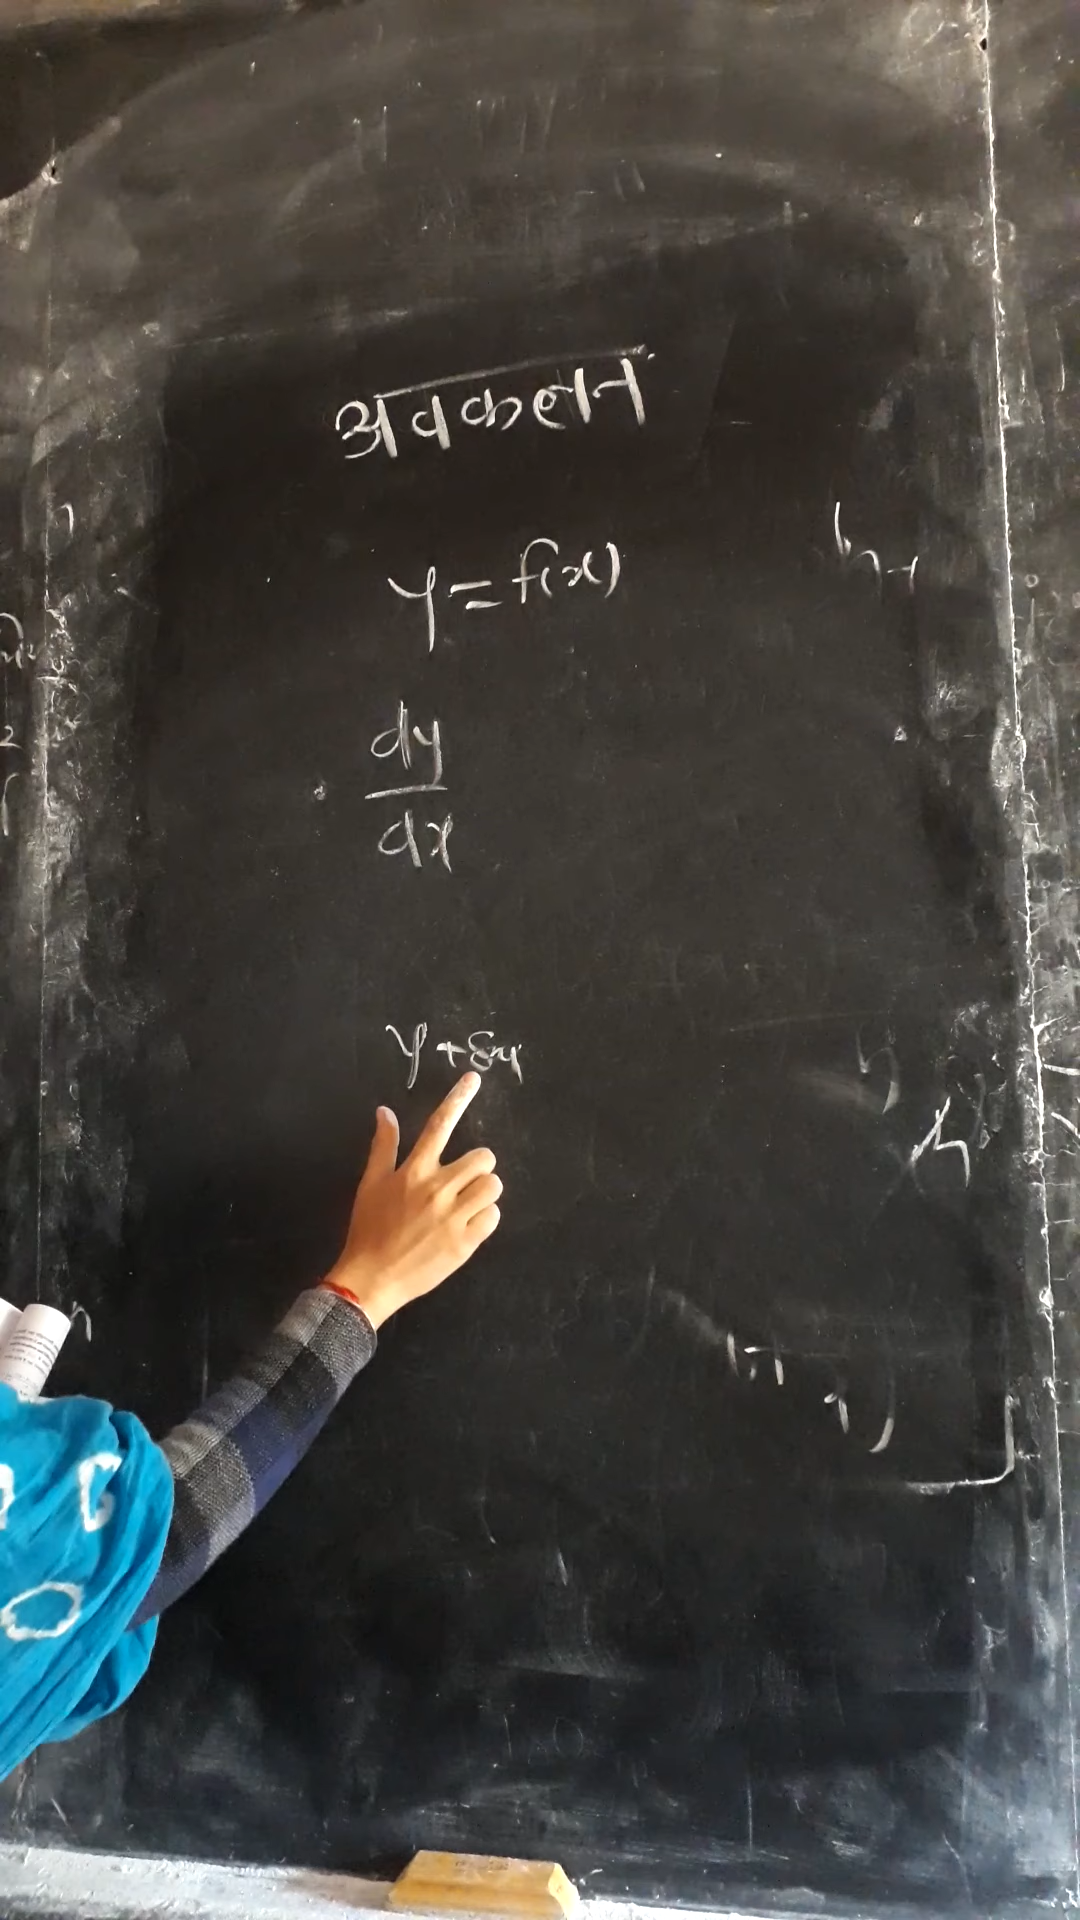 अवकलन
y = f(x)
dy
dx
y + δy